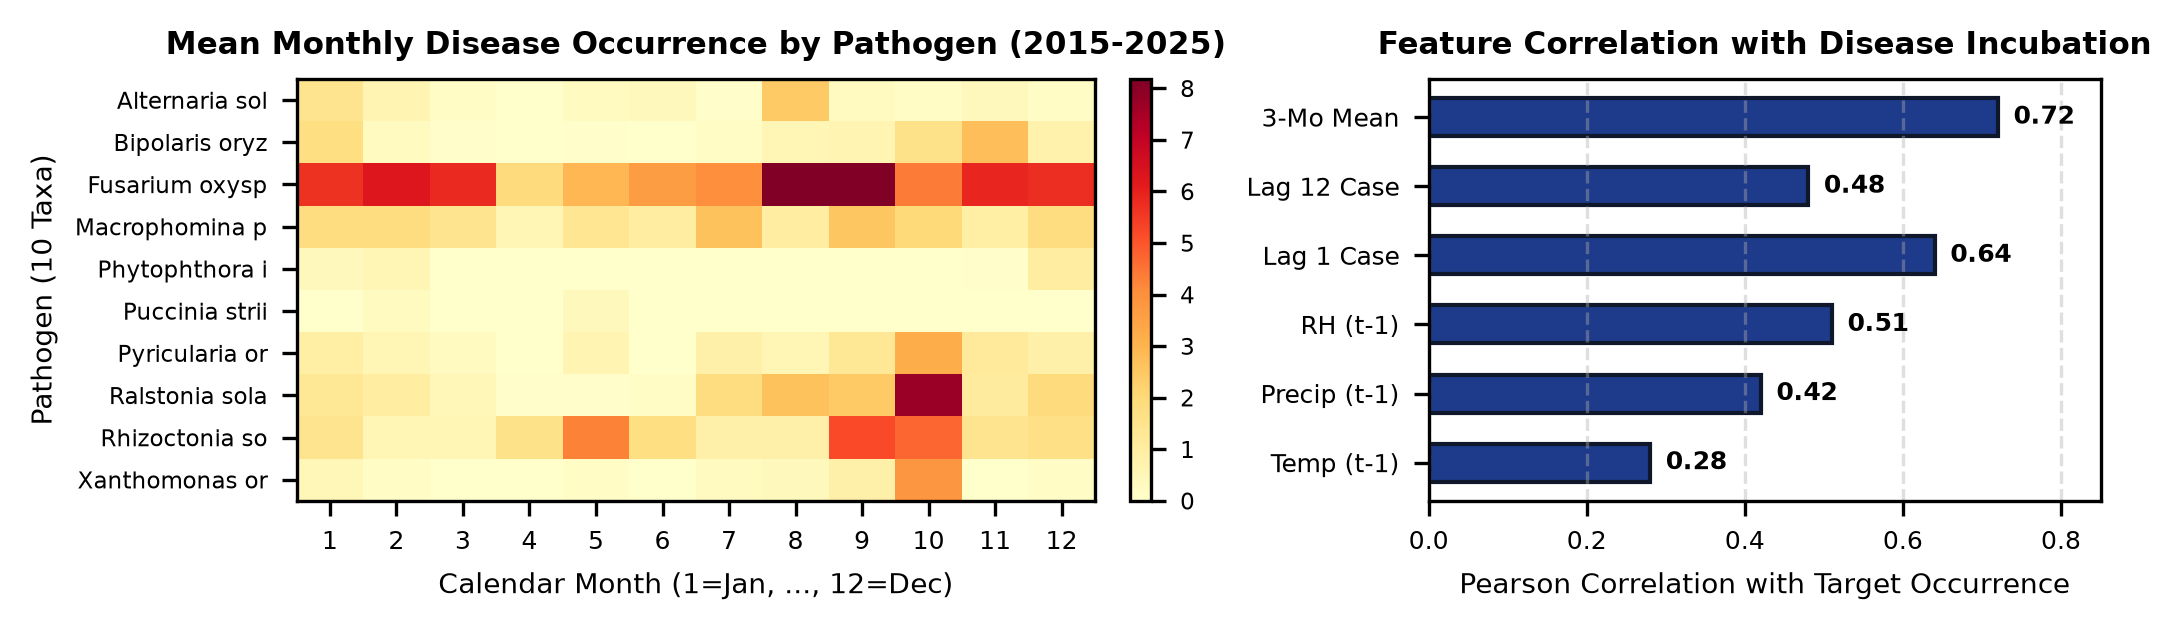 Mean Monthly Disease Occurrence by Pathogen (2015-2025)
Pathogen (10 Taxa)
Alternaria sol
Bipolaris oryz
Fusarium oxysp
Macrophomina p
Phytophthora i
Puccinia strii
Pyricularia or
Ralstonia sola
Rhizoctonia so
Xanthomonas or
1 2 3 4 5 6 7 8 9 10 11 12
Calendar Month (1=Jan, ..., 12=Dec)
8
7
6
5
4
3
2
1
0
Feature Correlation with Disease Incubation
3-Mo Mean 0.72
Lag 12 Case 0.48
Lag 1 Case 0.64
RH (t-1) 0.51
Precip (t-1) 0.42
Temp (t-1) 0.28
0.0 0.2 0.4 0.6 0.8
Pearson Correlation with Target Occurrence